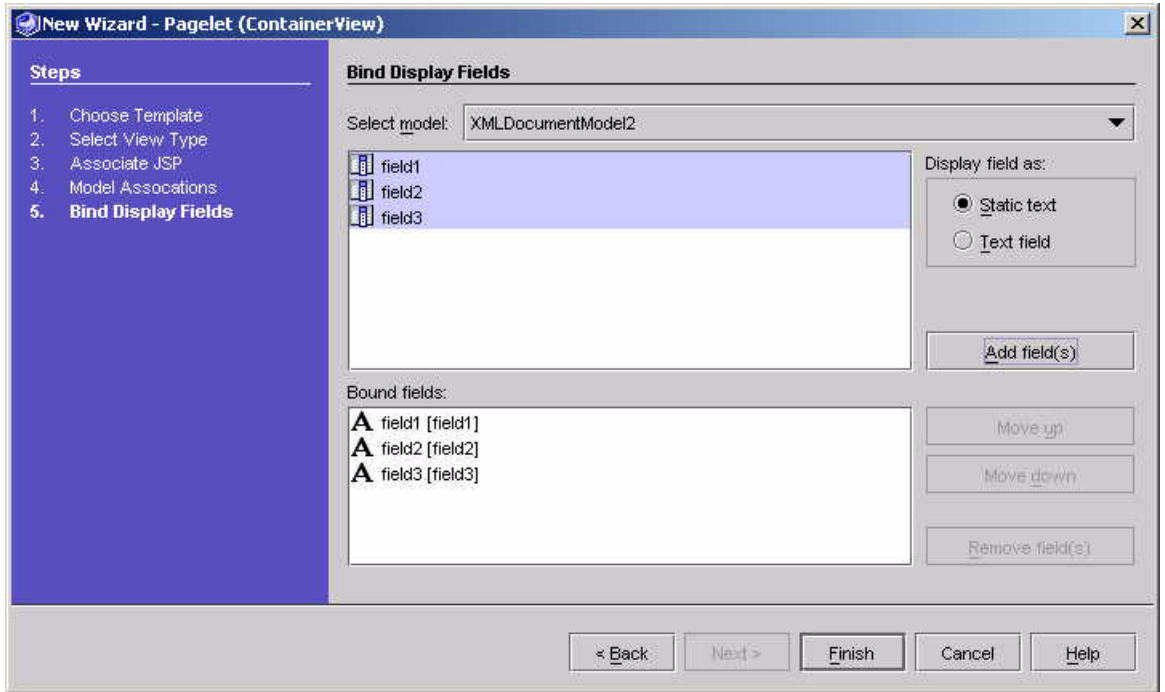 New Wizard - Pagelet (ContainerView)
Steps
1. Choose Template
2. Select View Type
3. Associate JSP
4. Model Assocations
5. Bind Display Fields
Bind Display Fields
Select model: XMLDocumentModel2
field1
field2
field3
Display field as:
Static text
Text field
Add field(s)
Bound fields:
A field1 [field1]
A field2 [field2]
A field3 [field3]
Move up
Move down
Remove field(s)
< Back
Next >
Finish
Cancel
Help